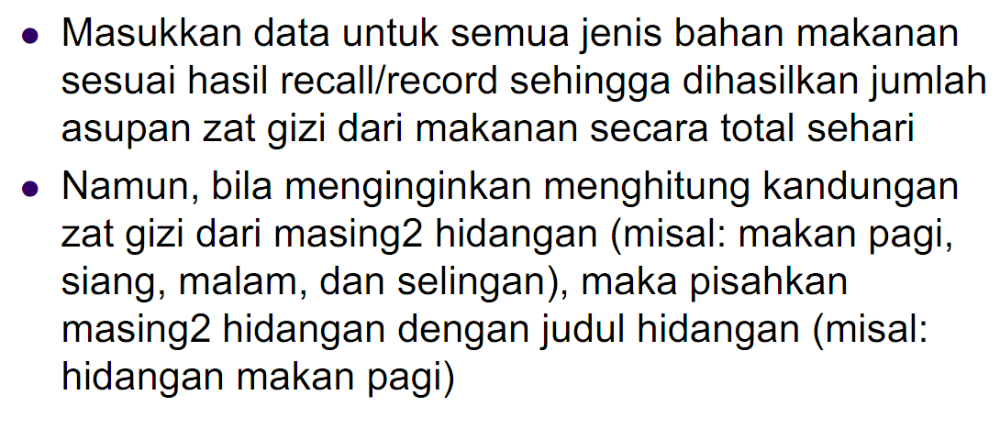 ● Masukkan data untuk semua jenis bahan makanan
sesuai hasil recall/record sehingga dihasilkan jumlah
asupan zat gizi dari makanan secara total sehari
● Namun, bila menginginkan menghitung kandungan
zat gizi dari masing2 hidangan (misal: makan pagi,
siang, malam, dan selingan), maka pisahkan
masing2 hidangan dengan judul hidangan (misal:
hidangan makan pagi)